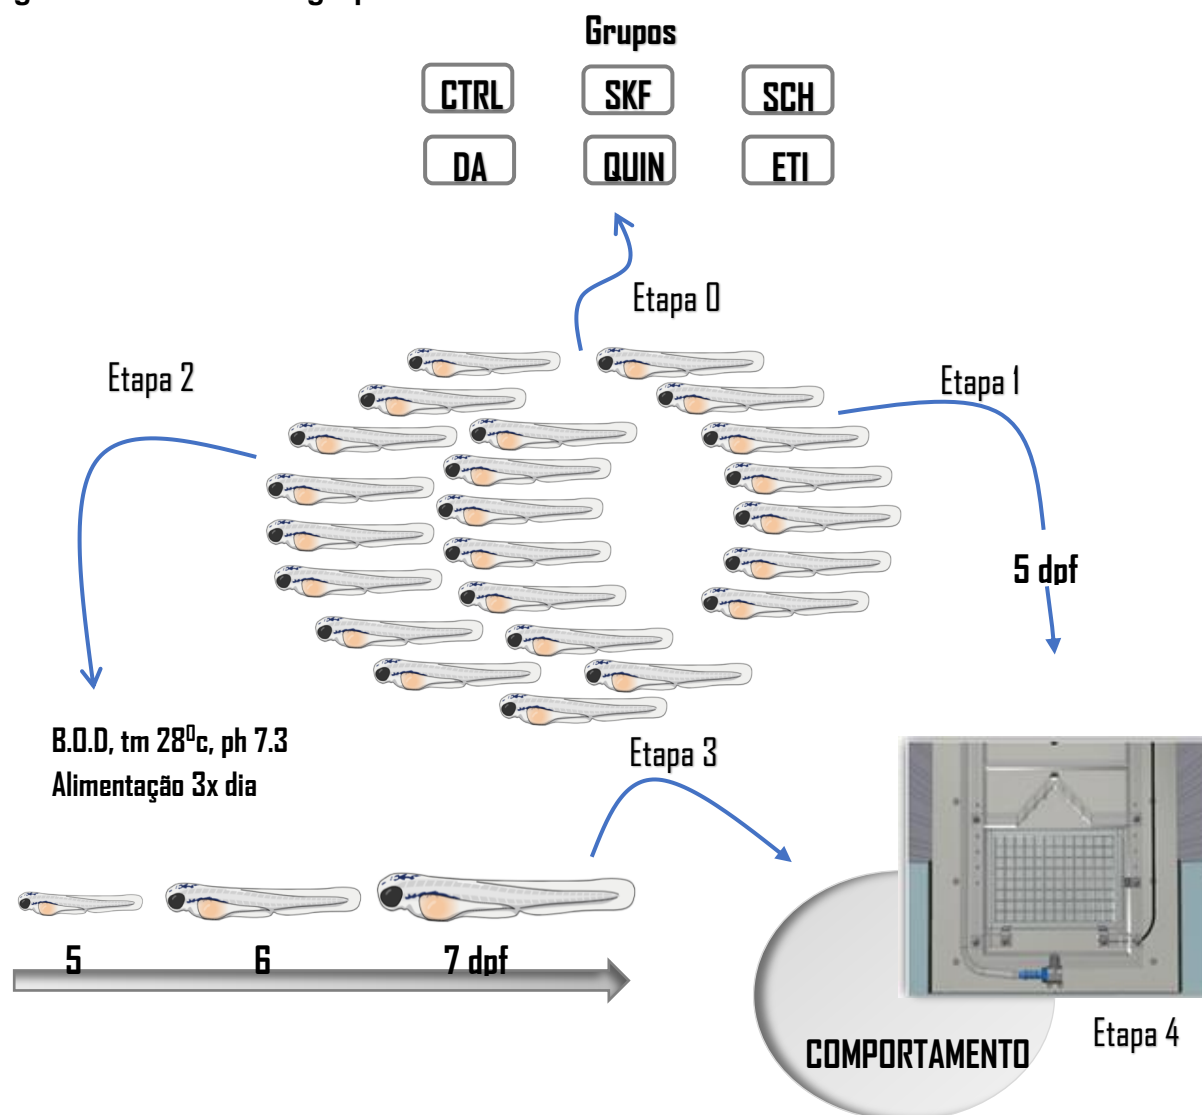 Grupos
CTRL SKF SCH
DA QUIN ETI
Etapa 0
Etapa 2
Etapa 1
5 dpf
B.O.D, tm 28⁰c, ph 7.3
Alimentação 3x dia
Etapa 3
5 6 7 dpf
Etapa 4
COMPORTAMENTO